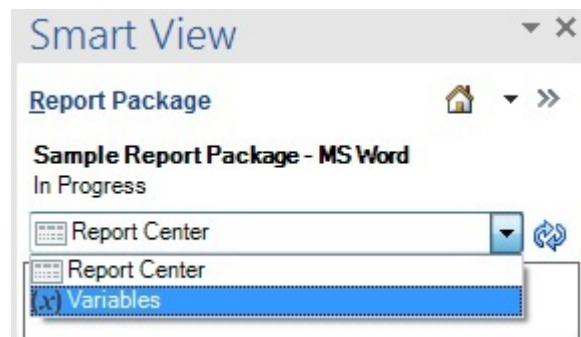 Smart View
Report Package
Sample Report Package - MS Word
In Progress
Report Center
Report Center
(x) Variables